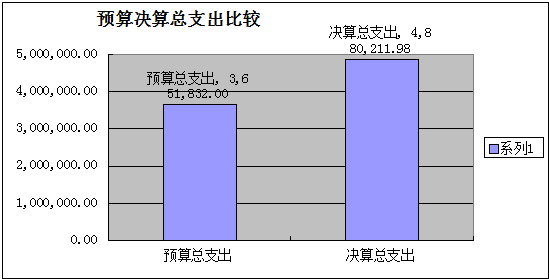 预算决算总支出比较
决算总支出, 4,8
80,211.98
预算总支出, 3,6
51,832.00
5,000,000.00
4,000,000.00
3,000,000.00
2,000,000.00
1,000,000.00
0.00
预算总支出
决算总支出
系列1